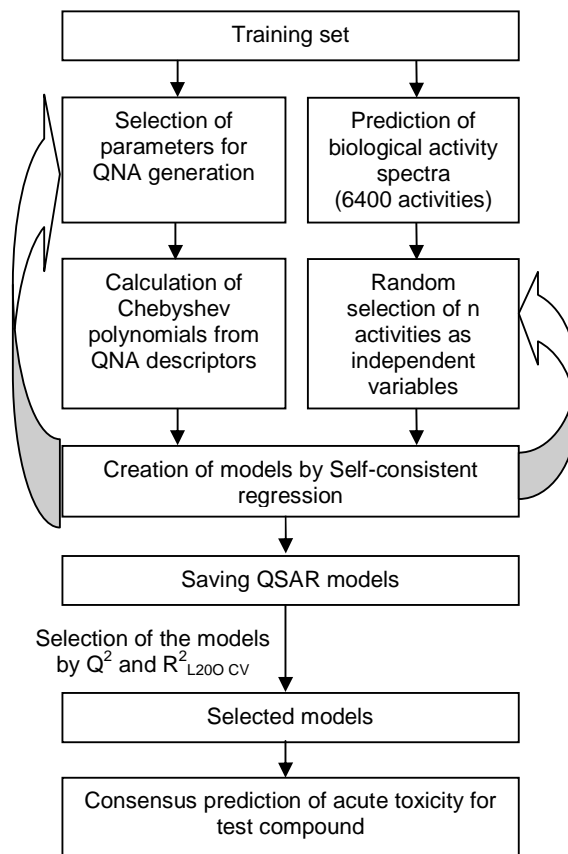 Training set
Selection of
parameters for
QNA generation
Prediction of
biological activity
spectra
(6400 activities)
Calculation of
Chebyshev
polynomials from
QNA descriptors
Random
selection of n
activities as
independent
variables
Creation of models by Self-consistent
regression
Saving QSAR models
Selection of the models
by Q² and R²L20O CV
Selected models
Consensus prediction of acute toxicity for
test compound